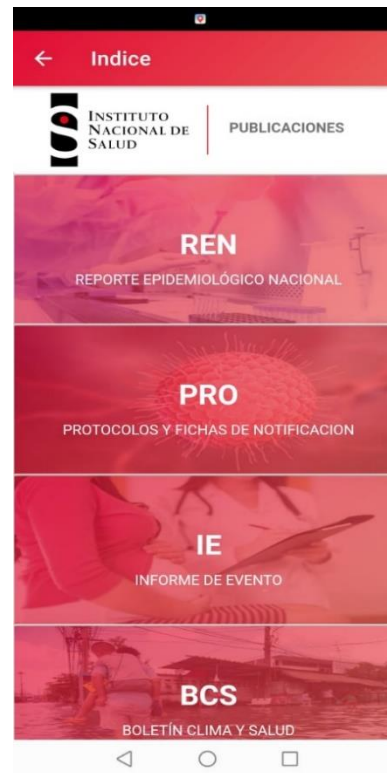 Indice
INSTITUTO
NACIONAL DE
SALUD
PUBLICACIONES
REN
REPORTE EPIDEMIOLÓGICO NACIONAL
PRO
PROTOCOLOS Y FICHAS DE NOTIFICACION
IE
INFORME DE EVENTO
BCS
BOLETÍN CLIMA Y SALUD